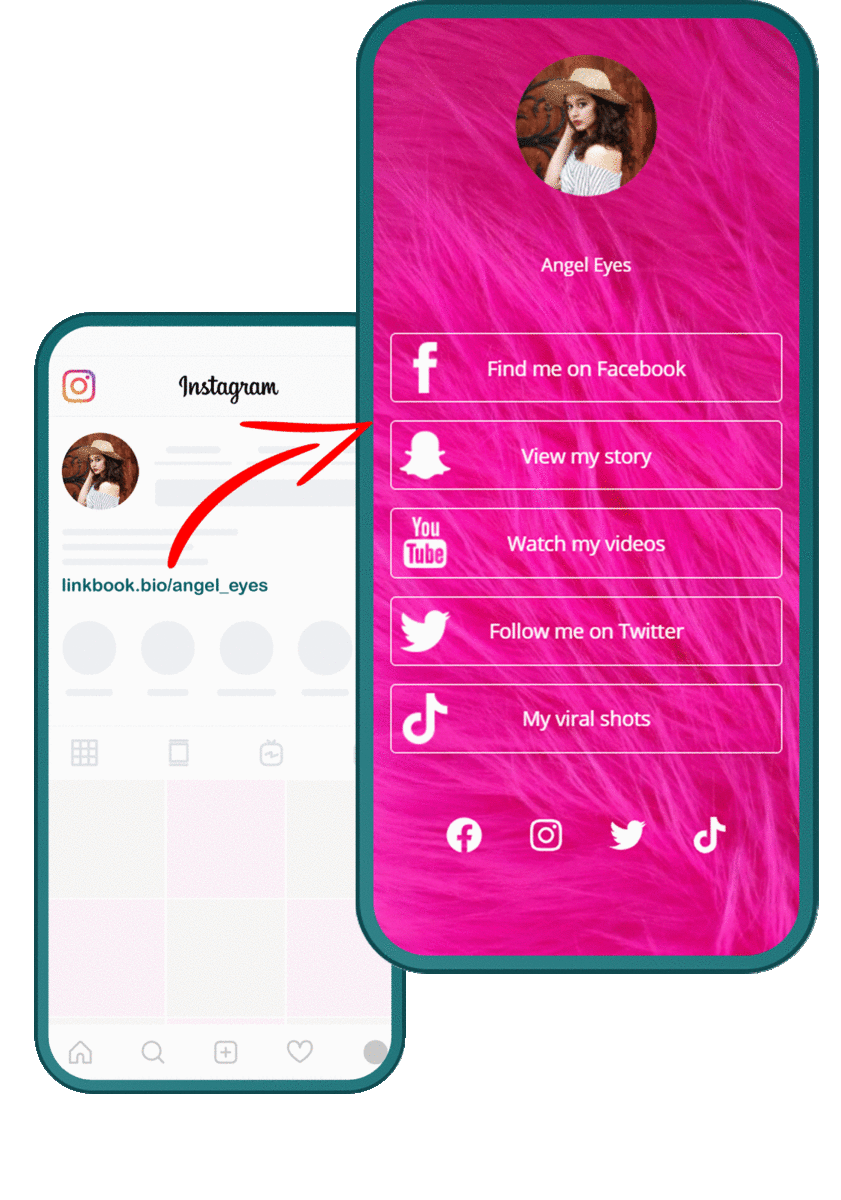 Instagram
linkbook.bio/angel_eyes
Angel Eyes
Find me on Facebook
View my story
You
Tube
Watch my videos
Follow me on Twitter
My viral shots